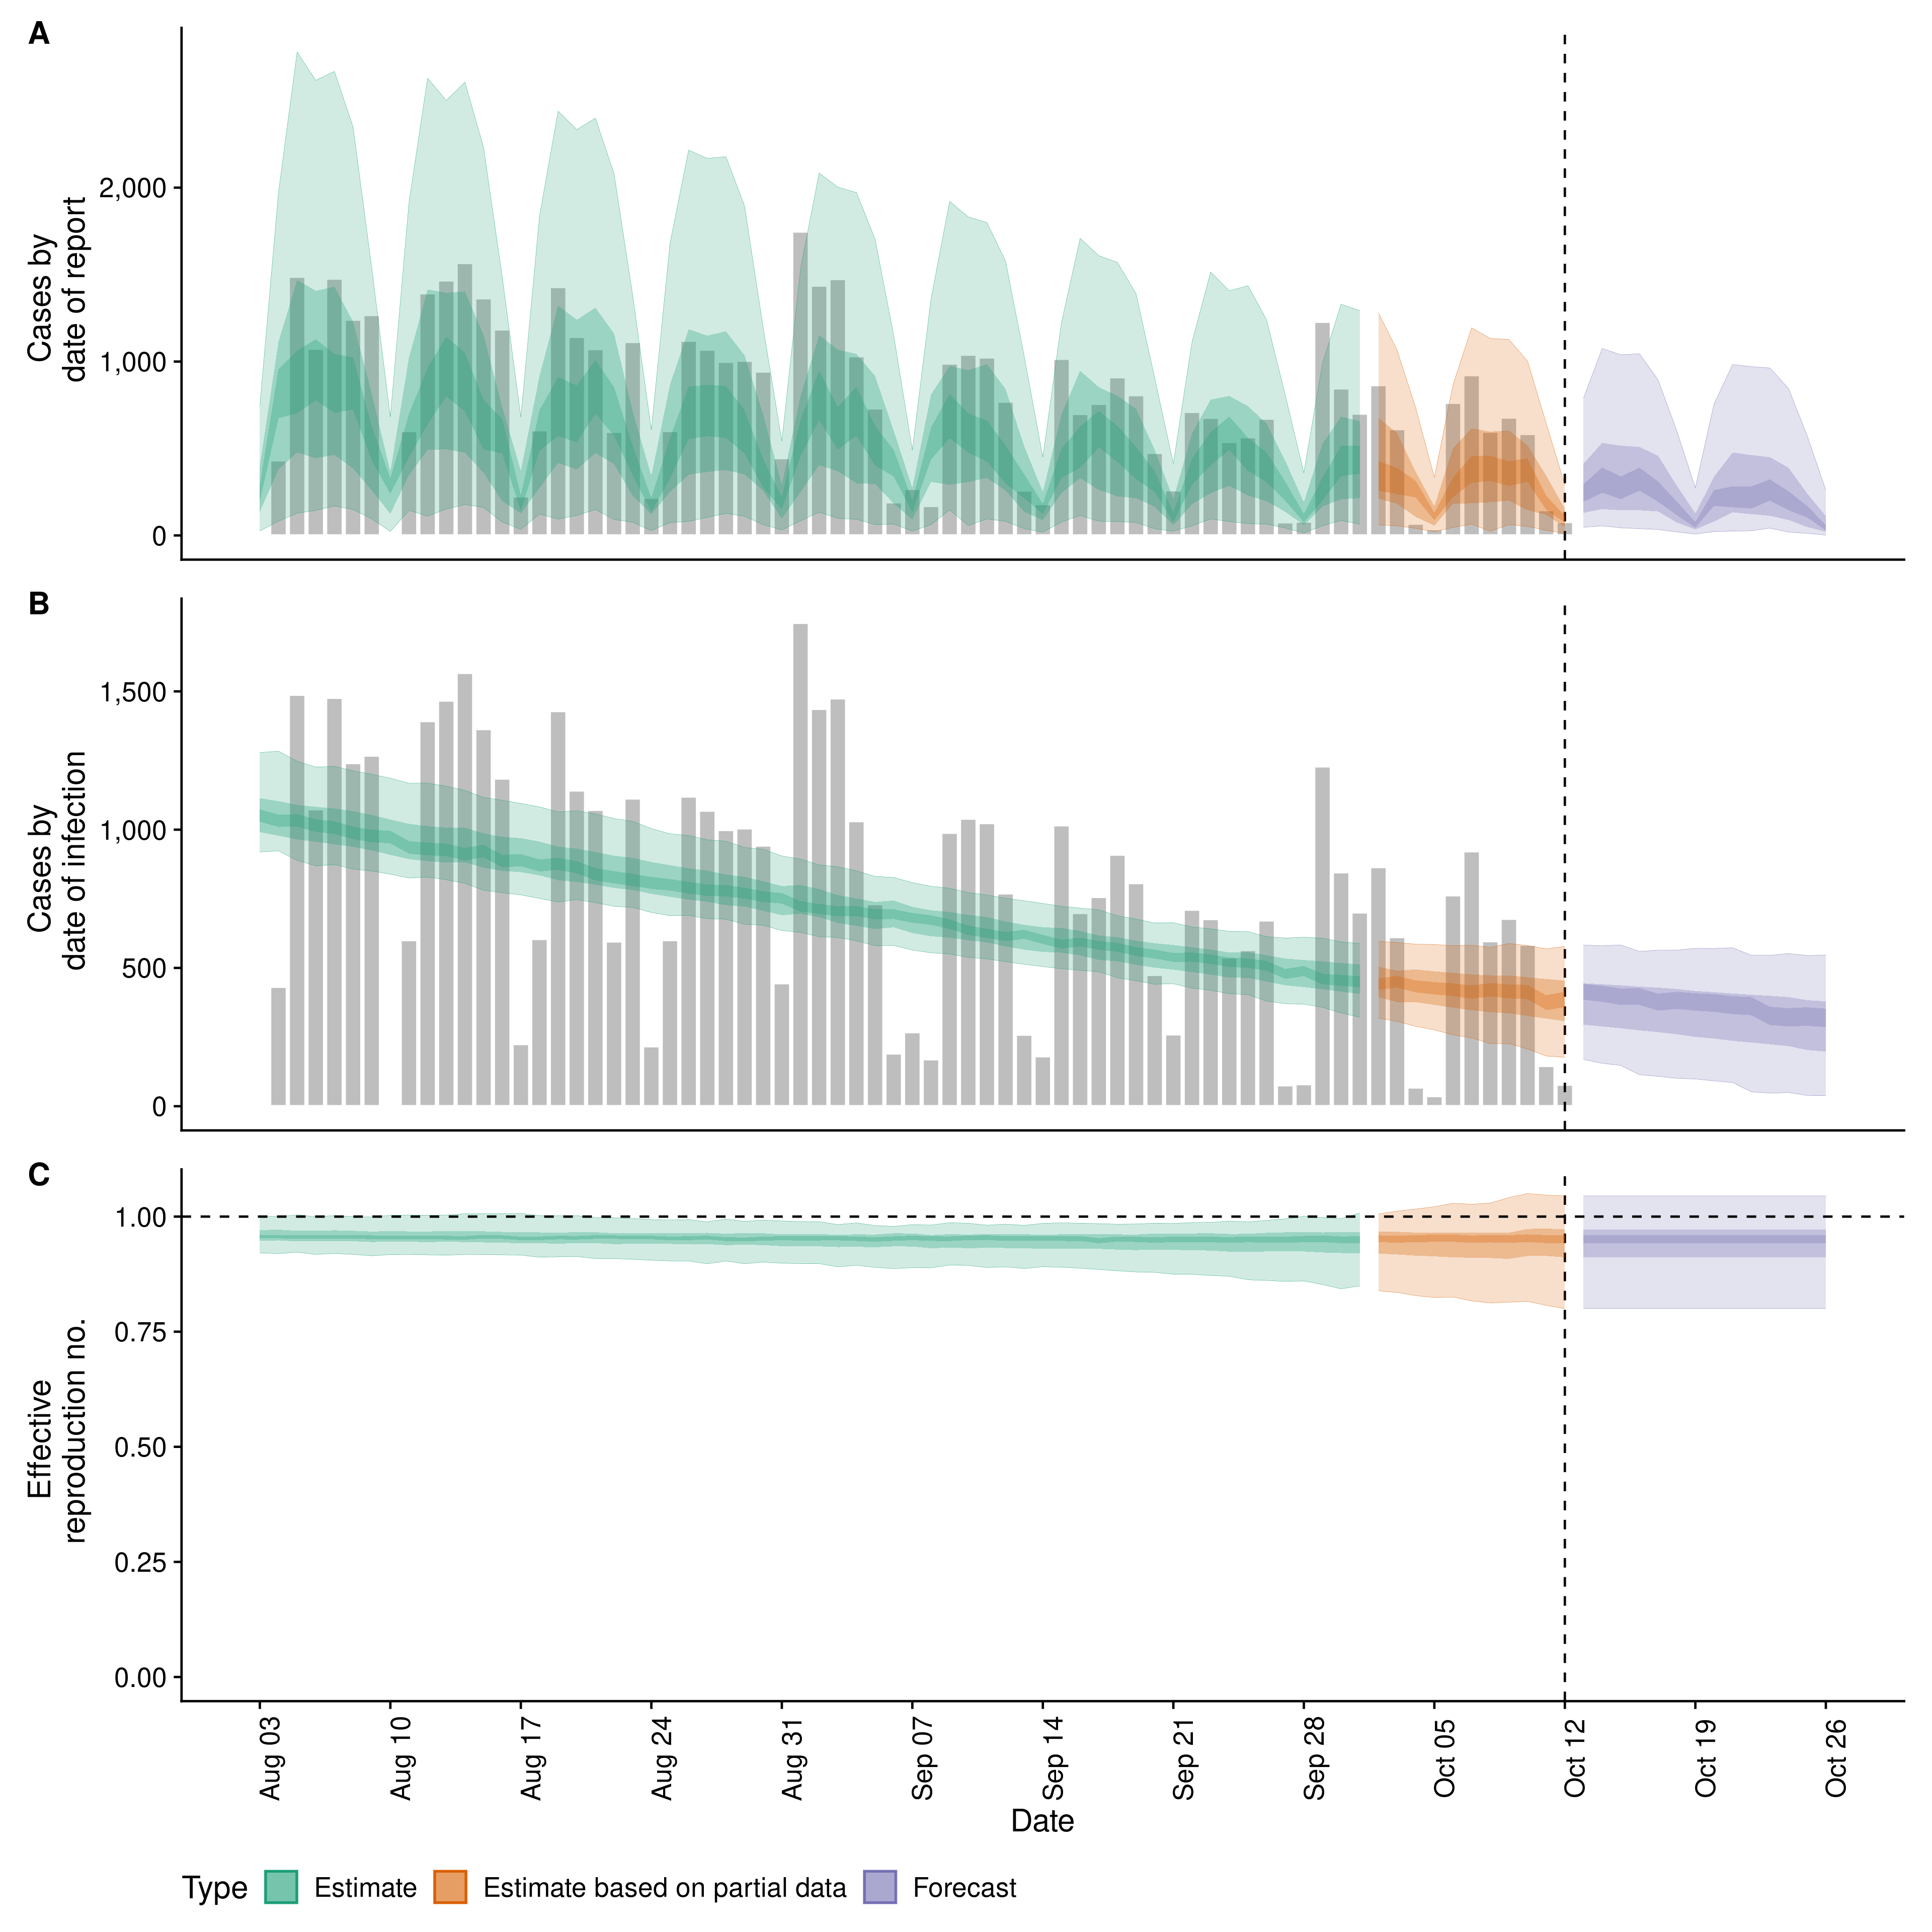 A
Cases by
date of report
2,000
1,000
0
B
Cases by
date of infection
1,500
1,000
500
0
C
Effective
reproduction no.
1.00
0.75
0.50
0.25
0.00
Aug 03
Aug 10
Aug 17
Aug 24
Aug 31
Sep 07
Sep 14
Sep 21
Sep 28
Oct 05
Oct 12
Oct 19
Oct 26
Date
Type Estimate Estimate based on partial data Forecast